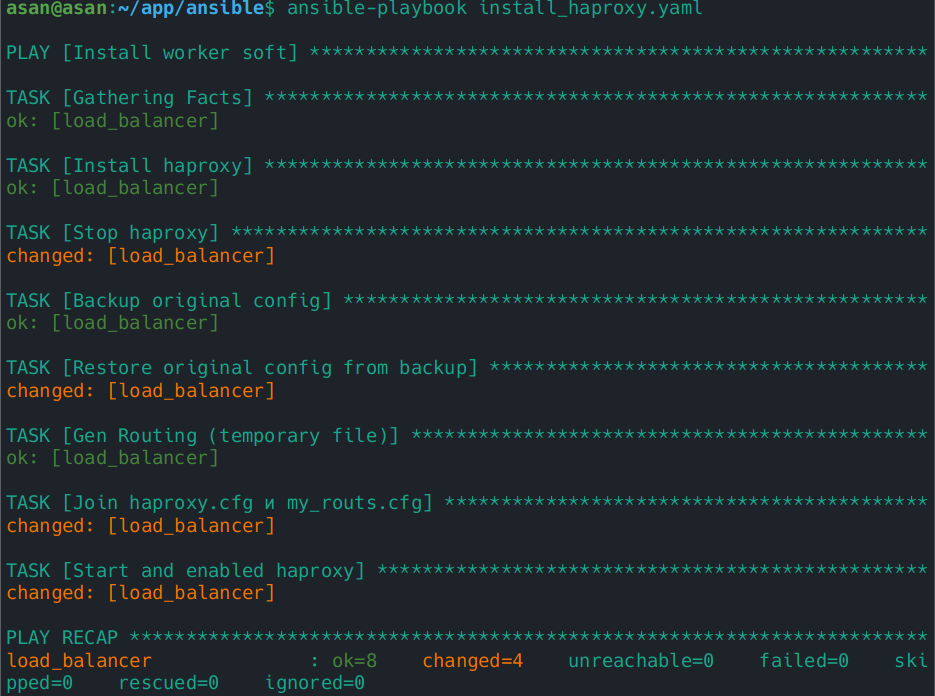 asan@asan:~/app/ansible$ ansible-playbook install_haproxy.yaml
PLAY [Install worker soft] *******************************************************
TASK [Gathering Facts] ***********************************************************
ok: [load_balancer]
TASK [Install haproxy] ***********************************************************
ok: [load_balancer]
TASK [Stop haproxy] **************************************************************
changed: [load_balancer]
TASK [Backup original config] ****************************************************
ok: [load_balancer]
TASK [Restore original config from backup] ***************************************
changed: [load_balancer]
TASK [Gen Routing (temporary file)] **********************************************
ok: [load_balancer]
TASK [Join haproxy.cfg и my_routs.cfg] *******************************************
changed: [load_balancer]
TASK [Start and enabled haproxy] *************************************************
changed: [load_balancer]
PLAY RECAP ***********************************************************************
load_balancer              : ok=8    changed=4    unreachable=0    failed=0    ski
pped=0    rescued=0    ignored=0